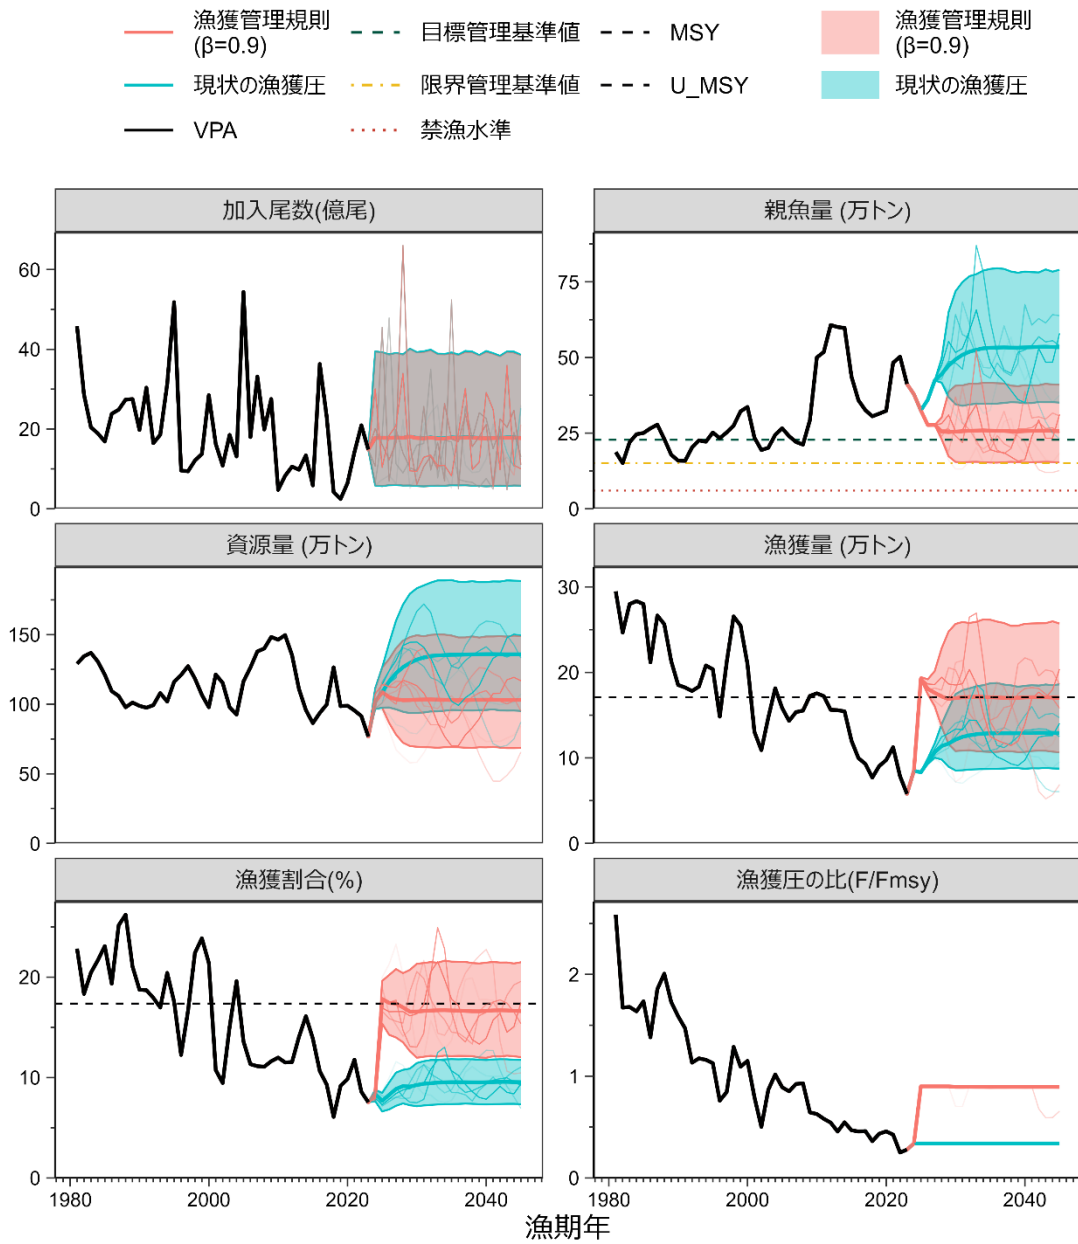 漁獲管理規則
(β=0.9)
目標管理基準値
MSY
漁獲管理規則
(β=0.9)
現状の漁獲圧
限界管理基準値
U_MSY
現状の漁獲圧
VPA
禁漁水準
加入尾数(億尾)
親魚量 (万トン)
60
40
20
0
75
50
25
0
資源量 (万トン)
漁獲量 (万トン)
150
100
50
0
30
20
10
0
漁獲割合(%)
漁獲圧の比(F/Fmsy)
20
10
0
2
1
0
1980
2000
2020
2040
1980
2000
2020
2040
漁期年